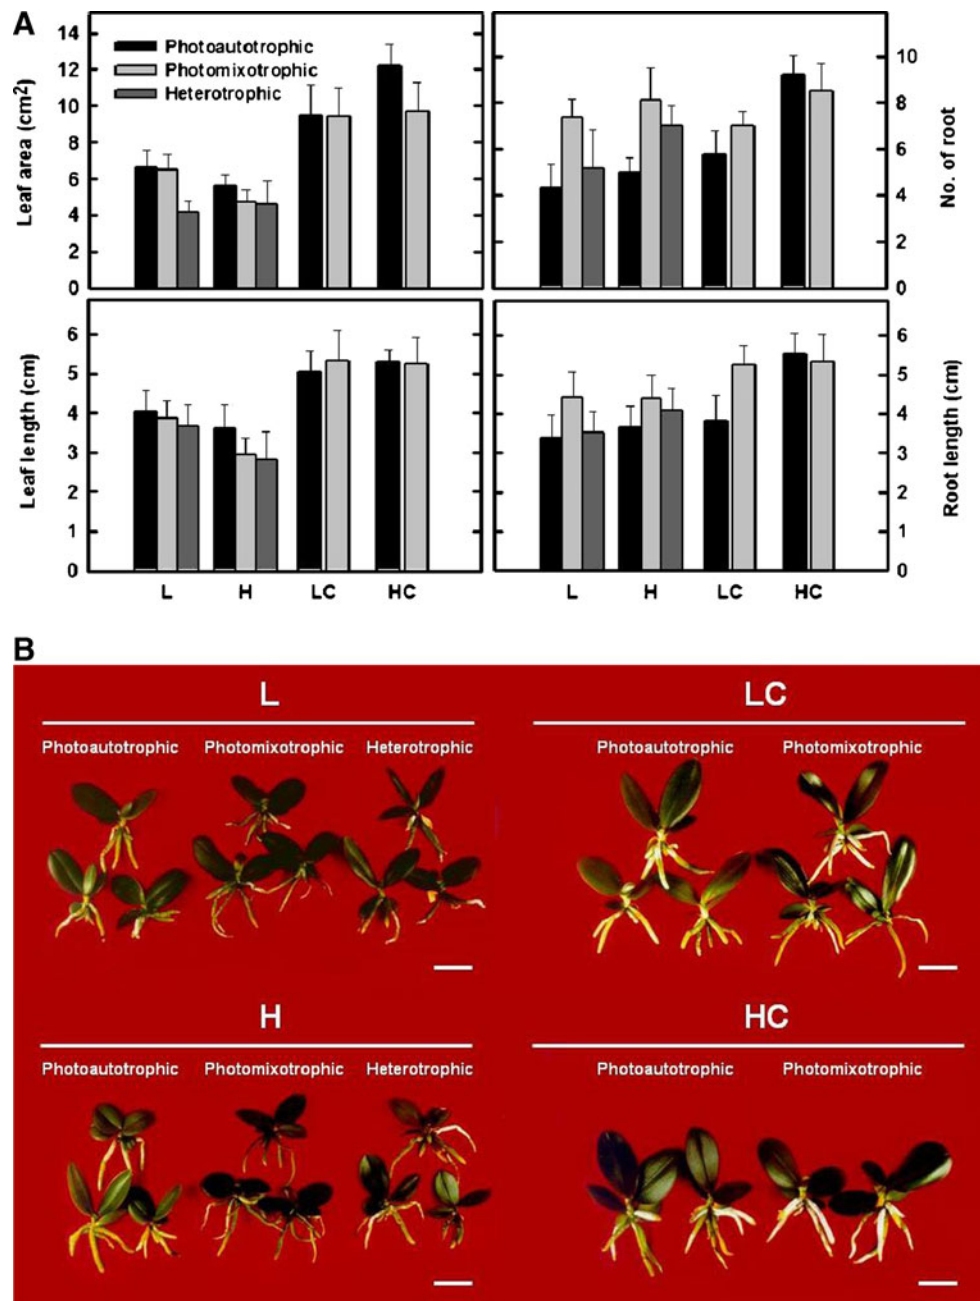 A
Photoautotrophic
Photomixotrophic
Heterotrophic
Leaf area (cm2)
14
12
10
8
6
4
2
0
No. of root
10
8
6
4
2
0
Leaf length (cm)
6
5
4
3
2
1
0
L H LC HC
Root length (cm)
6
5
4
3
2
1
0
L H LC HC
B
L
Photoautotrophic Photomixotrophic Heterotrophic
LC
Photoautotrophic Photomixotrophic
H
Photoautotrophic Photomixotrophic Heterotrophic
HC
Photoautotrophic Photomixotrophic